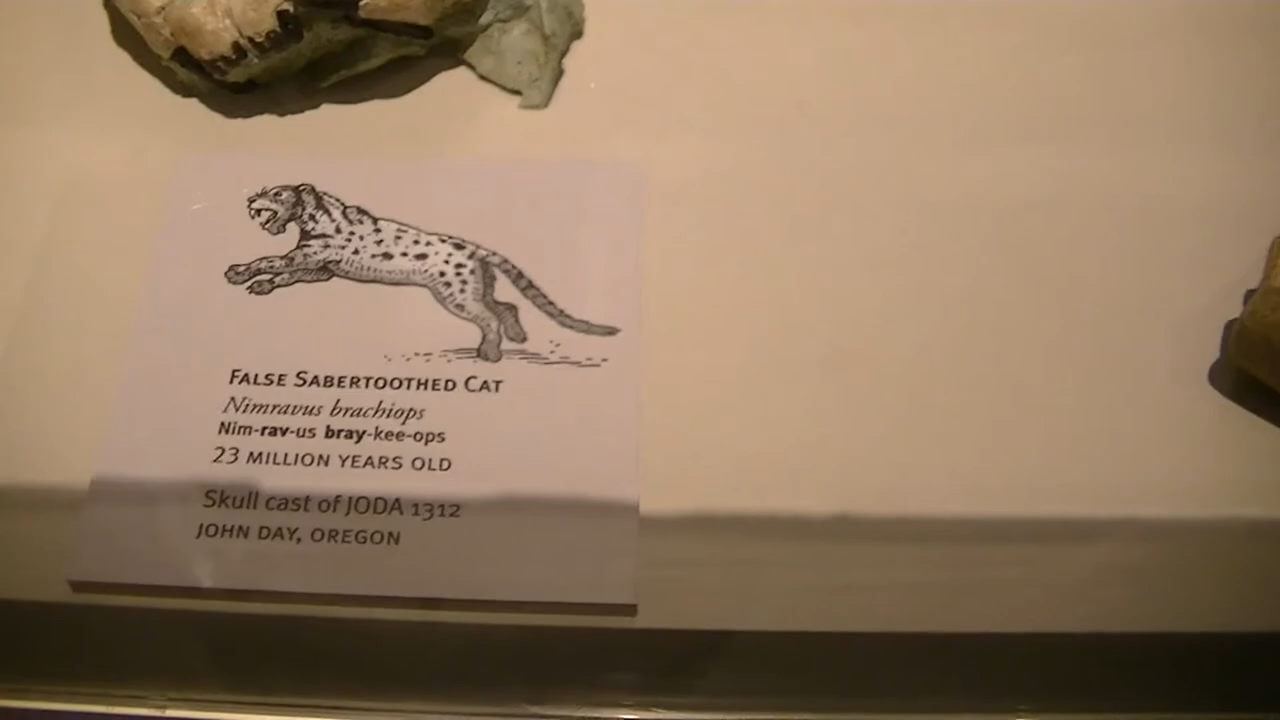 FALSE SABERTOOTHED CAT
Nimravus brachiops
Nim-rav-us bray-kee-ops
23 MILLION YEARS OLD
Skull cast of JODA 1312
JOHN DAY, OREGON